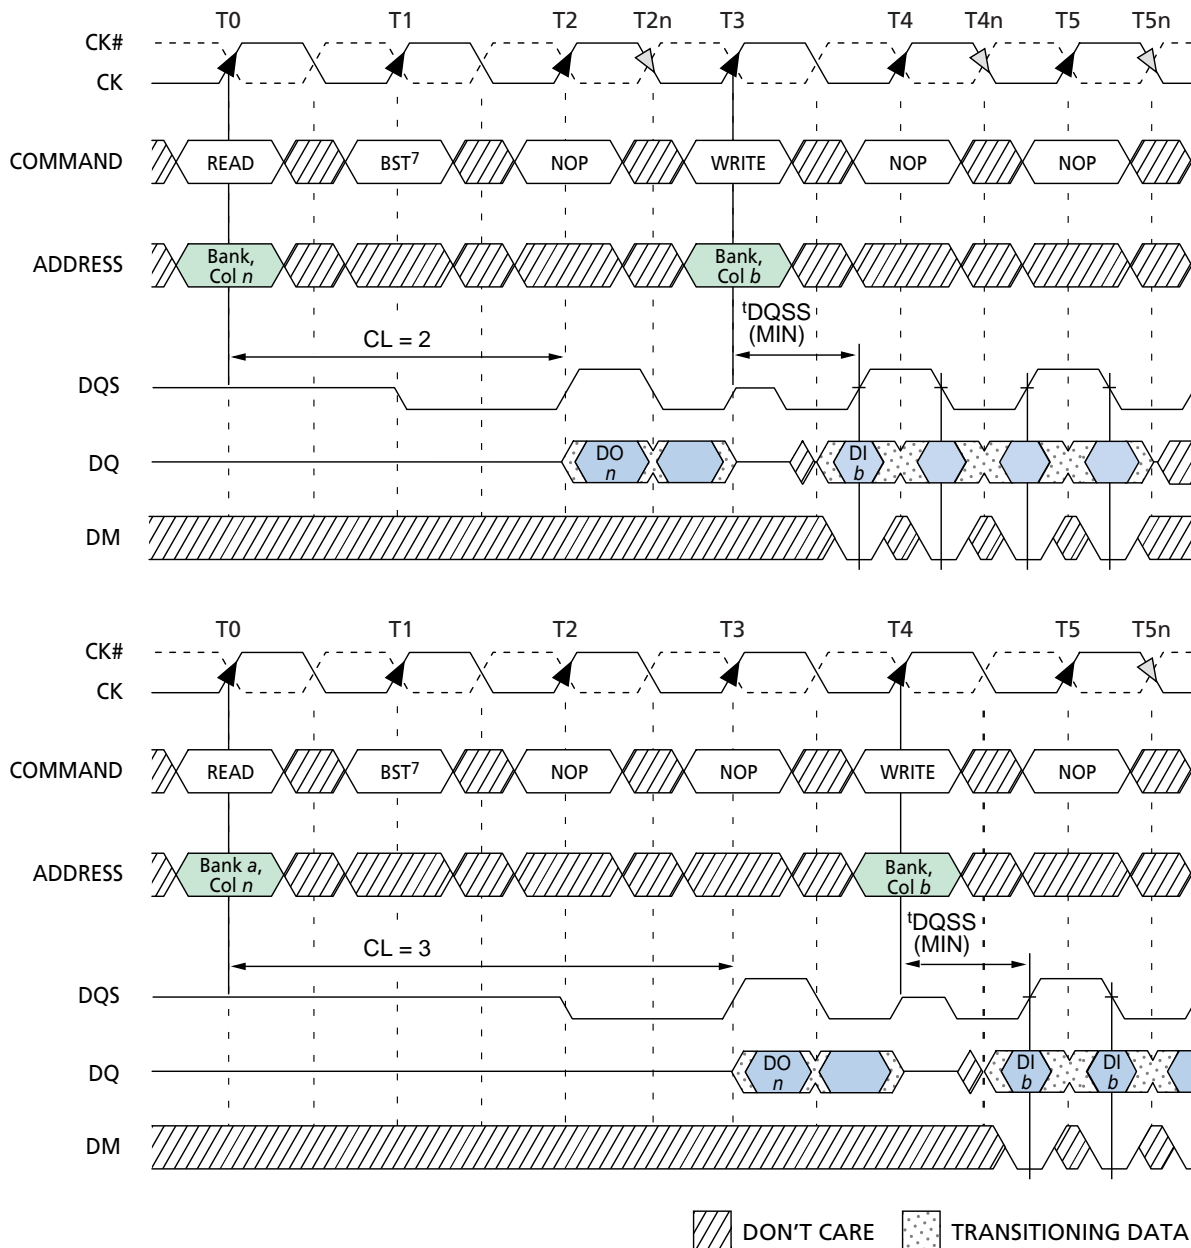 T0 T1 T2 T2n T3 T4 T4n T5 T5n
CK#
CK
COMMAND READ BST7 NOP WRITE NOP NOP
ADDRESS Bank, Col n Bank, Col b
tDQSS
(MIN)
CL = 2
DQS
DQ DO n DI b
DM
T0 T1 T2 T3 T4 T5 T5n
CK#
CK
COMMAND READ BST7 NOP NOP WRITE NOP
ADDRESS Bank a, Col n Bank, Col b
tDQSS
(MIN)
CL = 3
DQS
DQ DO n DI b DI b
DM
DON'T CARE TRANSITIONING DATA